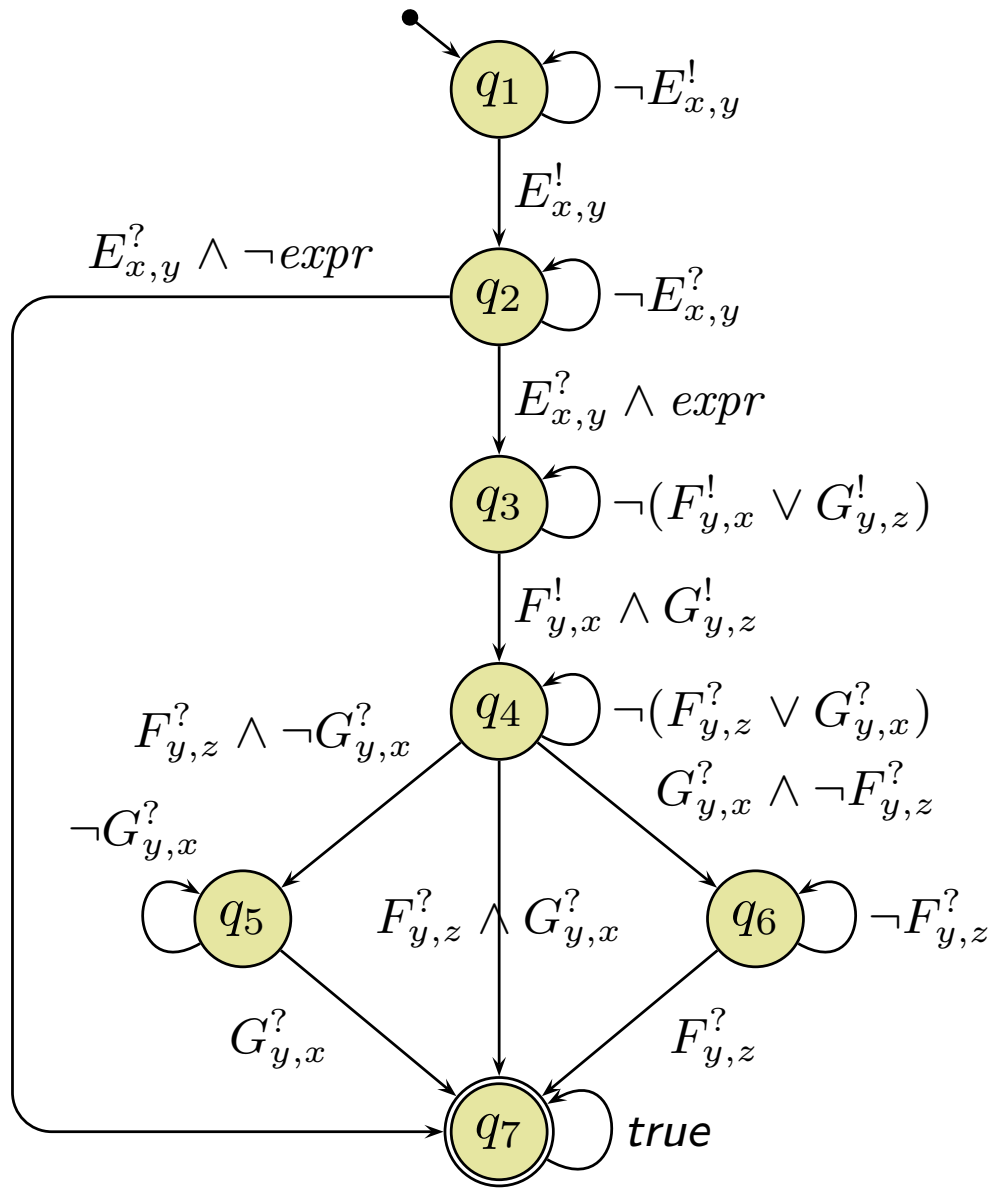 q₁
¬E!x,y
E!x,y
E?x,y ∧ ¬expr
q₂
¬E?x,y
E?x,y ∧ expr
q₃
¬(F!y,x ∨ G!y,z)
F!y,x ∧ G!y,z
q₄
¬(F?y,z ∨ G?y,x)
F?y,z ∧ ¬G?y,x
G?y,x ∧ ¬F?y,z
¬G?y,x
q₅
F?y,z ∧ G?y,x
q₆
¬F?y,z
G?y,x
F?y,z
q₇
true